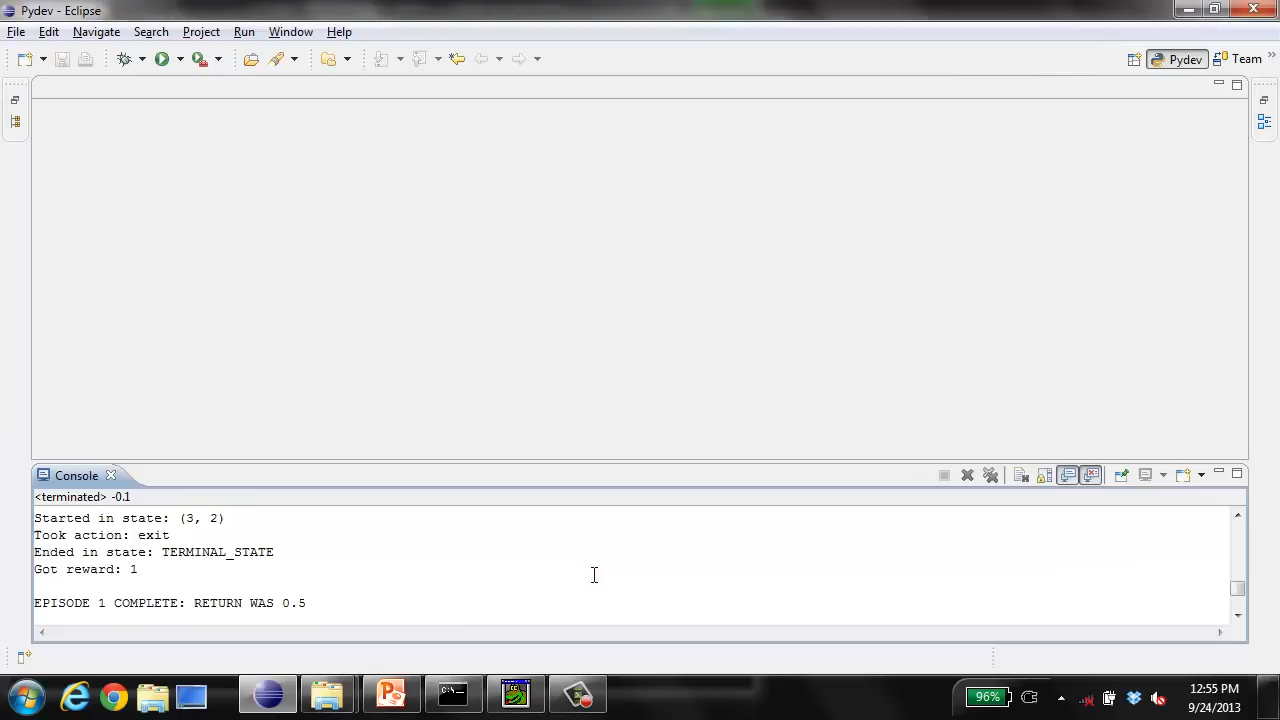 Pydev - Eclipse
File Edit Navigate Search Project Run Window Help
Pydev Team
Console
<terminated> -0.1
Started in state: (3, 2)
Took action: exit
Ended in state: TERMINAL_STATE
Got reward: 1
EPISODE 1 COMPLETE: RETURN WAS 0.5
96%
12:55 PM
9/24/2013